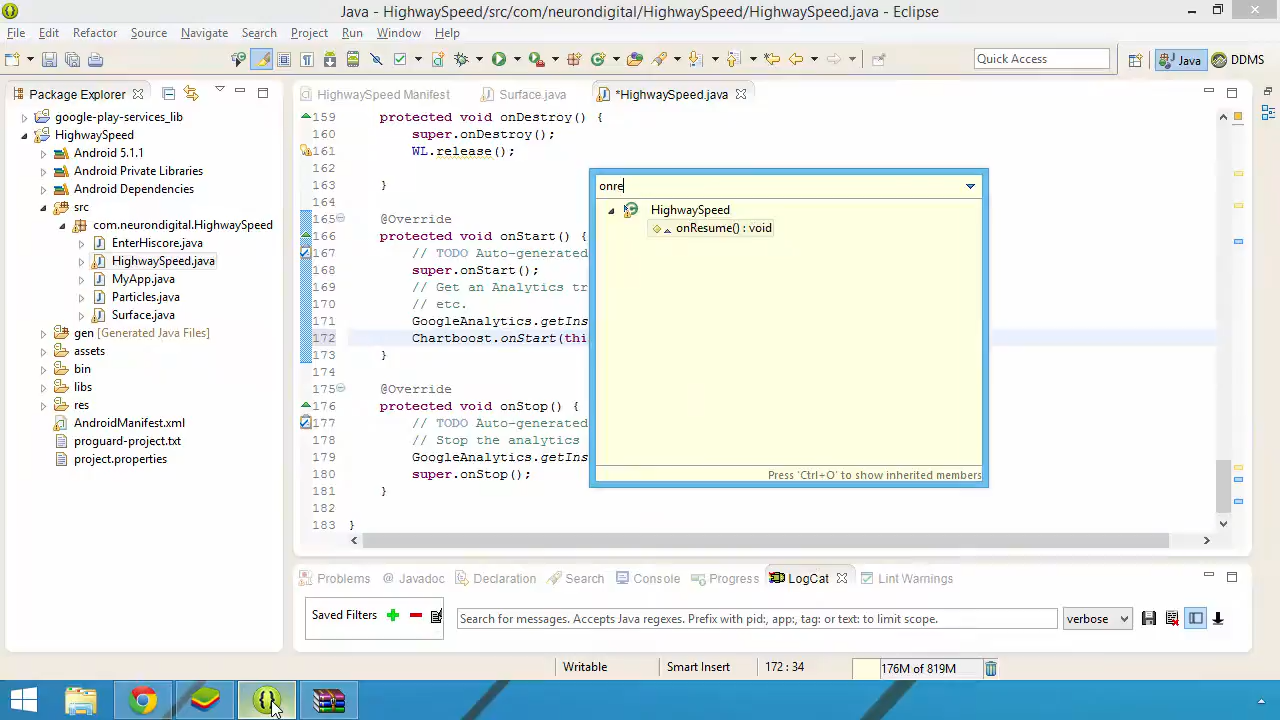 Java - HighwaySpeed/src/com/neurondigital/HighwaySpeed/HighwaySpeed.java - Eclipse
File Edit Refactor Source Navigate Search Project Run Window Help
Quick Access
Java
DDMS
Package Explorer
google-play-services_lib
HighwaySpeed
Android 5.1.1
Android Private Libraries
Android Dependencies
src
com.neurondigital.HighwaySpeed
EnterHiscore.java
HighwaySpeed.java
MyApp.java
Particles.java
Surface.java
gen [Generated Java Files]
assets
bin
libs
res
AndroidManifest.xml
proguard-project.txt
project.properties
HighwaySpeed Manifest
Surface.java
*HighwaySpeed.java
159 protected void onDestroy() {
160 super.onDestroy();
161 WL.release();
162
163 }
164
165 @Override
166 protected void onStart() {
167 // TODO Auto-generated
168 super.onStart();
169 // Get an Analytics tr
170 // etc.
171 GoogleAnalytics.getIns
172 Chartboost.onStart(thi
173 }
174
175 @Override
176 protected void onStop() {
177 // TODO Auto-generated
178 // Stop the analytics
179 GoogleAnalytics.getIns
180 super.onStop();
181 }
182
183 }
onre
HighwaySpeed
onResume() : void
Press 'Ctrl+O' to show inherited members
Problems
@ Javadoc
Declaration
Search
Console
Progress
LogCat
Lint Warnings
Saved Filters
Search for messages. Accepts Java regexes. Prefix with pid:, app:, tag: or text: to limit scope.
verbose
Writable
Smart Insert
172 : 34
176M of 819M